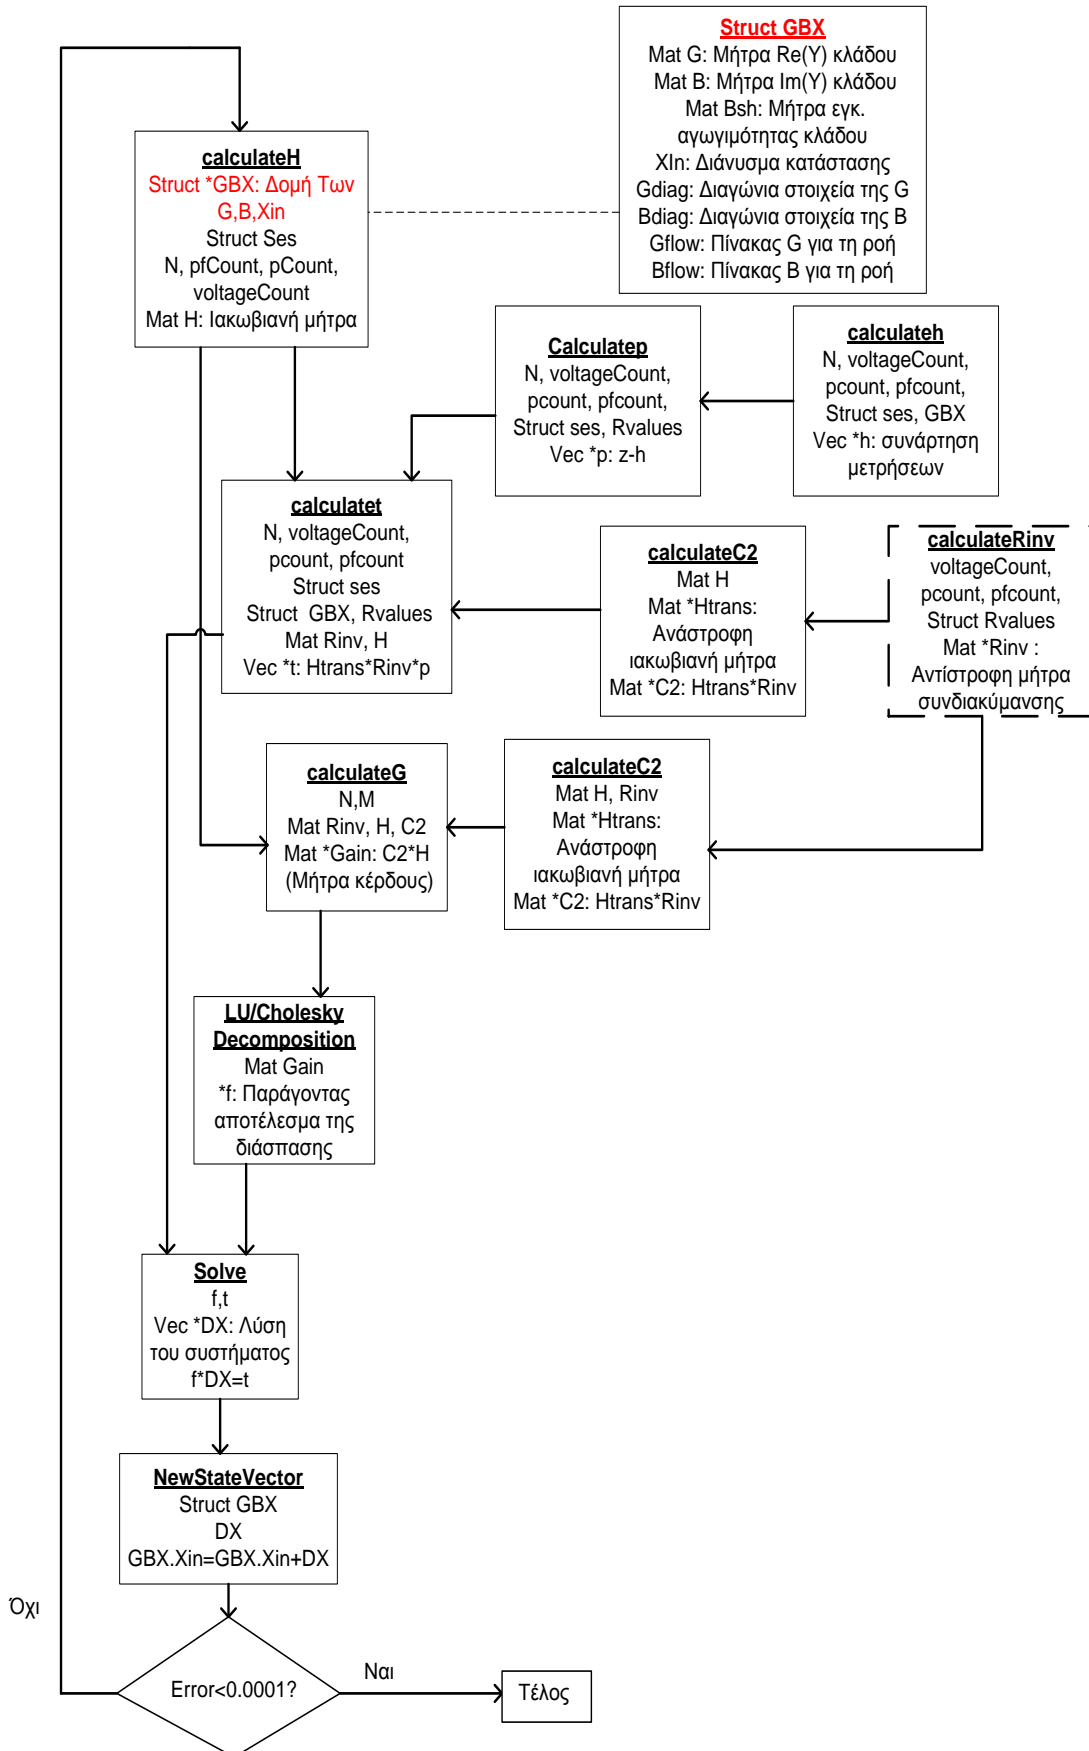 Struct GBX
Mat G: Μήτρα Re(Y) κλάδου
Mat B: Μήτρα Im(Y) κλάδου
Mat Bsh: Μήτρα εγκ.
αγωγιμότητας κλάδου
XIn: Διάνυσμα κατάστασης
Gdiag: Διαγώνια στοιχεία της G
Bdiag: Διαγώνια στοιχεία της B
Gflow: Πίνακας G για τη ροή
Bflow: Πίνακας B για τη ροή
calculateH
Struct *GBX: Δομή Των
G,B,Xin
Struct Ses
N, pfCount, pCount,
voltageCount
Mat H: Ιακωβιανή μήτρα
Calculatep
N, voltageCount,
pcount, pfcount,
Struct ses, Rvalues
Vec *p: z-h
calculateh
N, voltageCount,
pcount, pfcount,
Struct ses, GBX
Vec *h: συνάρτηση
μετρήσεων
calculatet
N, voltageCount,
pcount, pfcount
Struct ses
Struct GBX, Rvalues
Mat Rinv, H
Vec *t: Htrans*Rinv*p
calculateC2
Mat H
Mat *Htrans:
Ανάστροφη
ιακωβιανή μήτρα
Mat *C2: Htrans*Rinv
calculateRinv
voltageCount,
pcount, pfcount,
Struct Rvalues
Mat *Rinv :
Αντίστροφη μήτρα
συνδιακύμανσης
calculateG
N,M
Mat Rinv, H, C2
Mat *Gain: C2*H
(Μήτρα κέρδους)
calculateC2
Mat H, Rinv
Mat *Htrans:
Ανάστροφη
ιακωβιανή μήτρα
Mat *C2: Htrans*Rinv
LU/Cholesky
Decomposition
Mat Gain
*f: Παράγοντας
αποτέλεσμα της
διάσπασης
Solve
f,t
Vec *DX: Λύση
του συστήματος
f*DX=t
NewStateVector
Struct GBX
DX
GBX.Xin=GBX.Xin+DX
Όχι
Error<0.0001?
Ναι
Τέλος